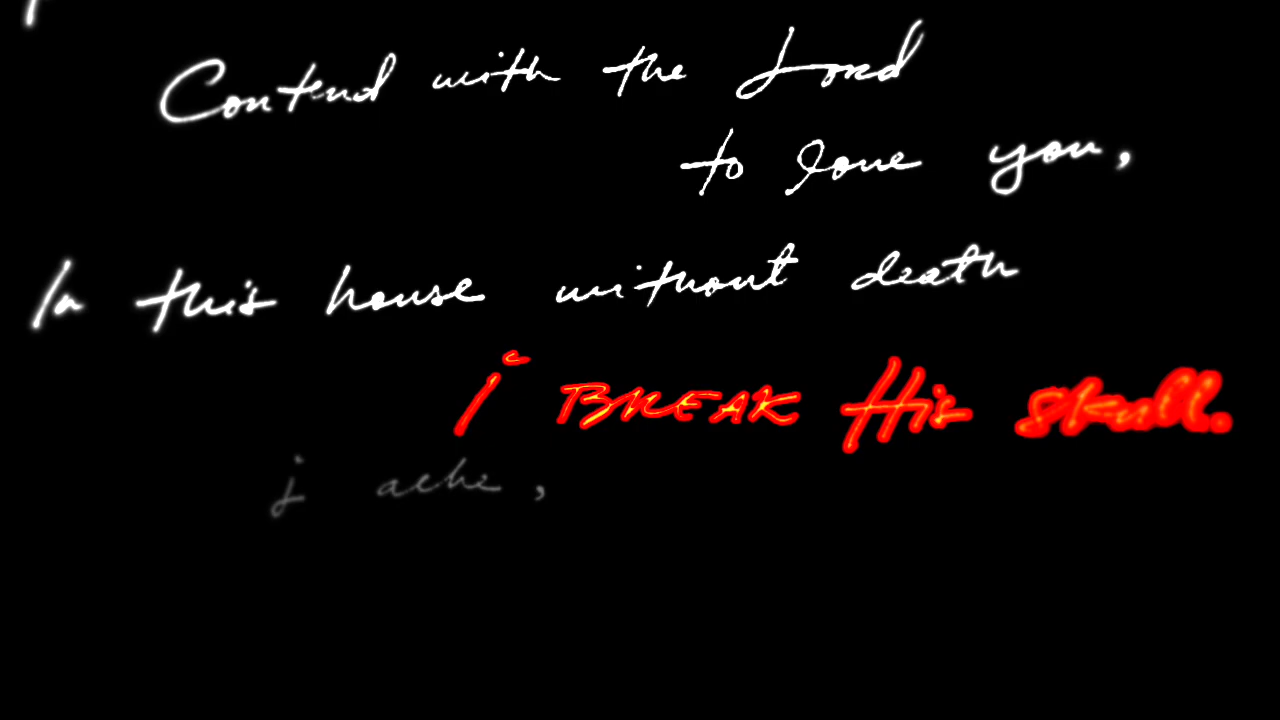 Contend with the Lord
to love you,
In this house without death
i BREAK His skull.
i ache,